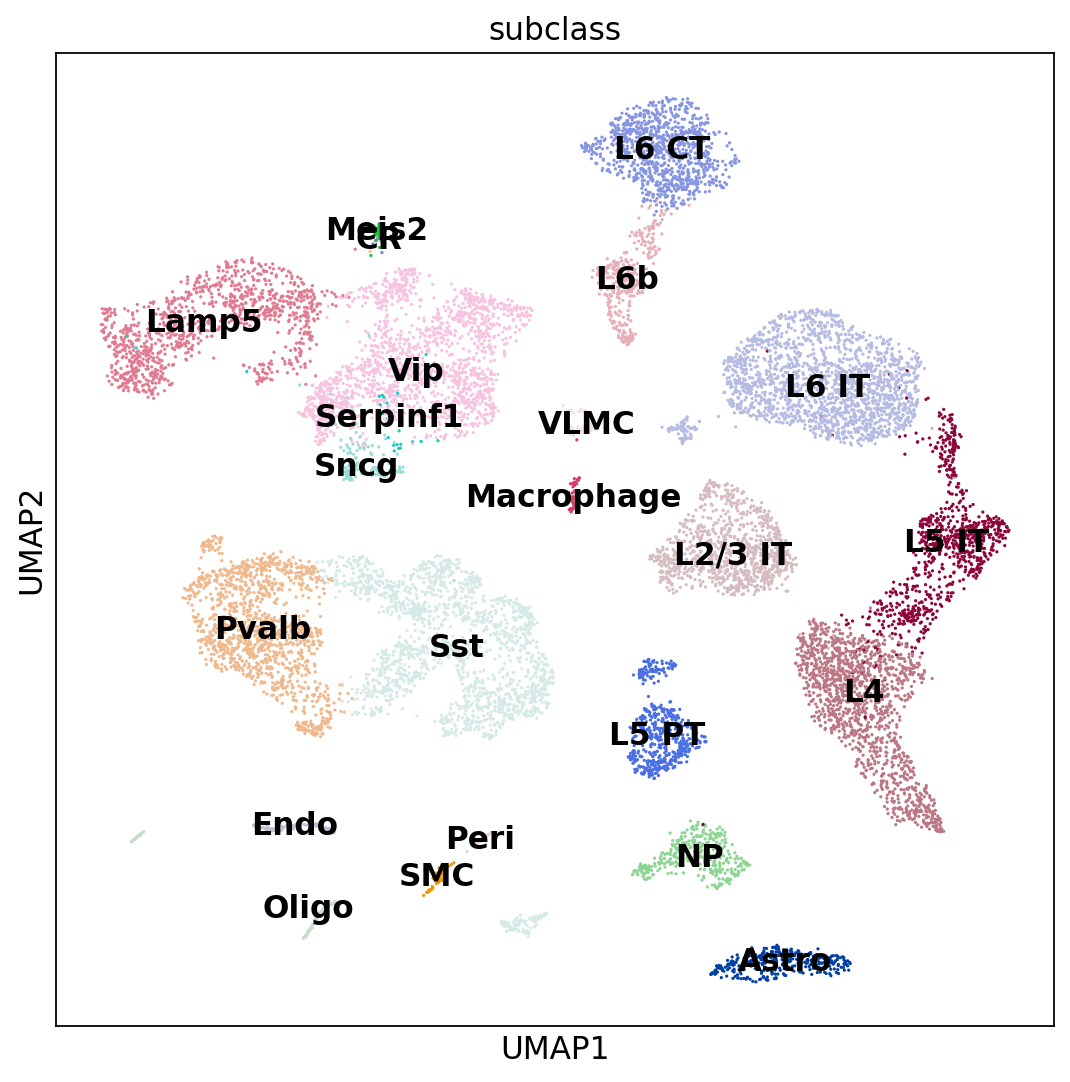 subclass
L6 CT
Meis2
CR
L6b
Lamp5
Vip
L6 IT
Serpinf1
VLMC
Sncg
Macrophage
L5 IT
L2/3 IT
Pvalb
Sst
L4
L5 PT
Endo
Peri
NP
SMC
Oligo
Astro
UMAP1
UMAP2